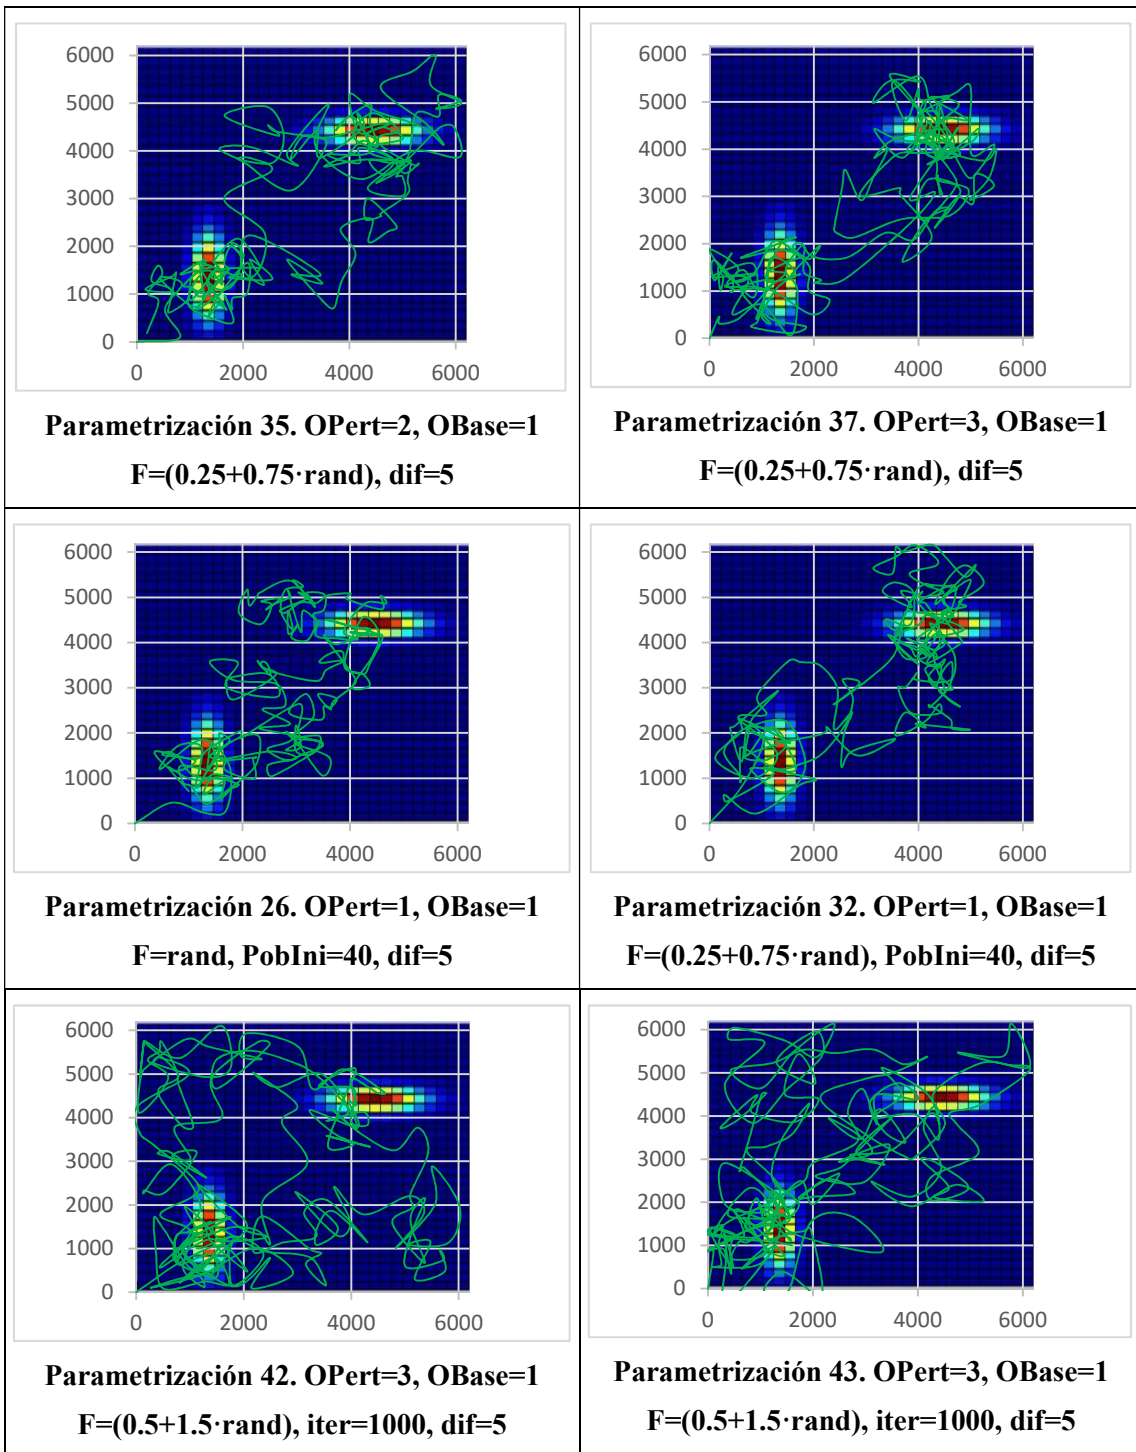 6000
5000
4000
3000
2000
1000
0
0 2000 4000 6000
Parametrización 35. OPert=2, OBase=1
F=(0.25+0.75·rand), dif=5
6000
5000
4000
3000
2000
1000
0
0 2000 4000 6000
Parametrización 37. OPert=3, OBase=1
F=(0.25+0.75·rand), dif=5
6000
5000
4000
3000
2000
1000
0
0 2000 4000 6000
Parametrización 26. OPert=1, OBase=1
F=rand, PobIni=40, dif=5
6000
5000
4000
3000
2000
1000
0
0 2000 4000 6000
Parametrización 32. OPert=1, OBase=1
F=(0.25+0.75·rand), PobIni=40, dif=5
6000
5000
4000
3000
2000
1000
0
0 2000 4000 6000
Parametrización 42. OPert=3, OBase=1
F=(0.5+1.5·rand), iter=1000, dif=5
6000
5000
4000
3000
2000
1000
0
0 2000 4000 6000
Parametrización 43. OPert=3, OBase=1
F=(0.5+1.5·rand), iter=1000, dif=5